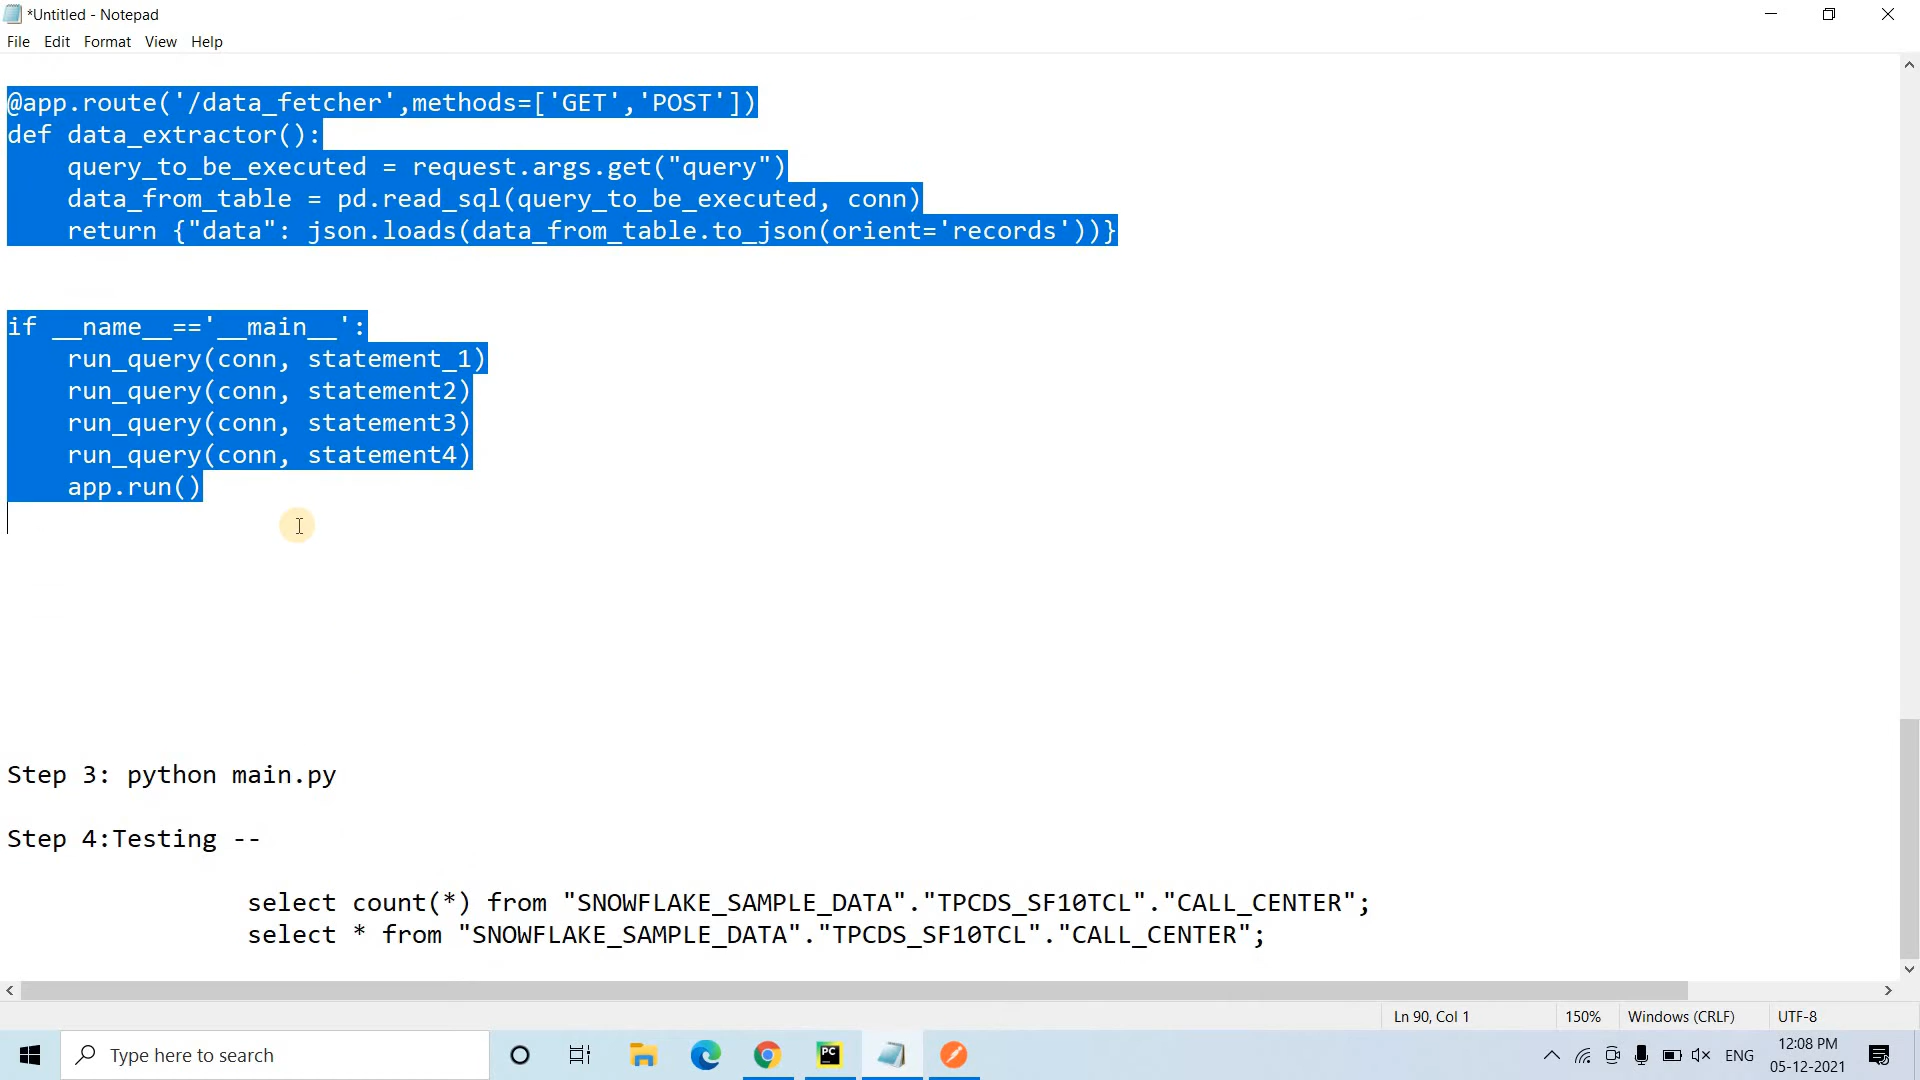 *Untitled - Notepad
File Edit Format View Help
@app.route('/data_fetcher',methods=['GET','POST'])
def data_extractor():
    query_to_be_executed = request.args.get("query")
    data_from_table = pd.read_sql(query_to_be_executed, conn)
    return {"data": json.loads(data_from_table.to_json(orient='records'))}
if __name__=='__main__':
    run_query(conn, statement_1)
    run_query(conn, statement2)
    run_query(conn, statement3)
    run_query(conn, statement4)
    app.run()
Step 3: python main.py
Step 4:Testing --
select count(*) from "SNOWFLAKE_SAMPLE_DATA"."TPCDS_SF10TCL"."CALL_CENTER";
select * from "SNOWFLAKE_SAMPLE_DATA"."TPCDS_SF10TCL"."CALL_CENTER";
Ln 90, Col 1 150% Windows (CRLF) UTF-8
Type here to search
PC
ENG
12:08 PM
05-12-2021